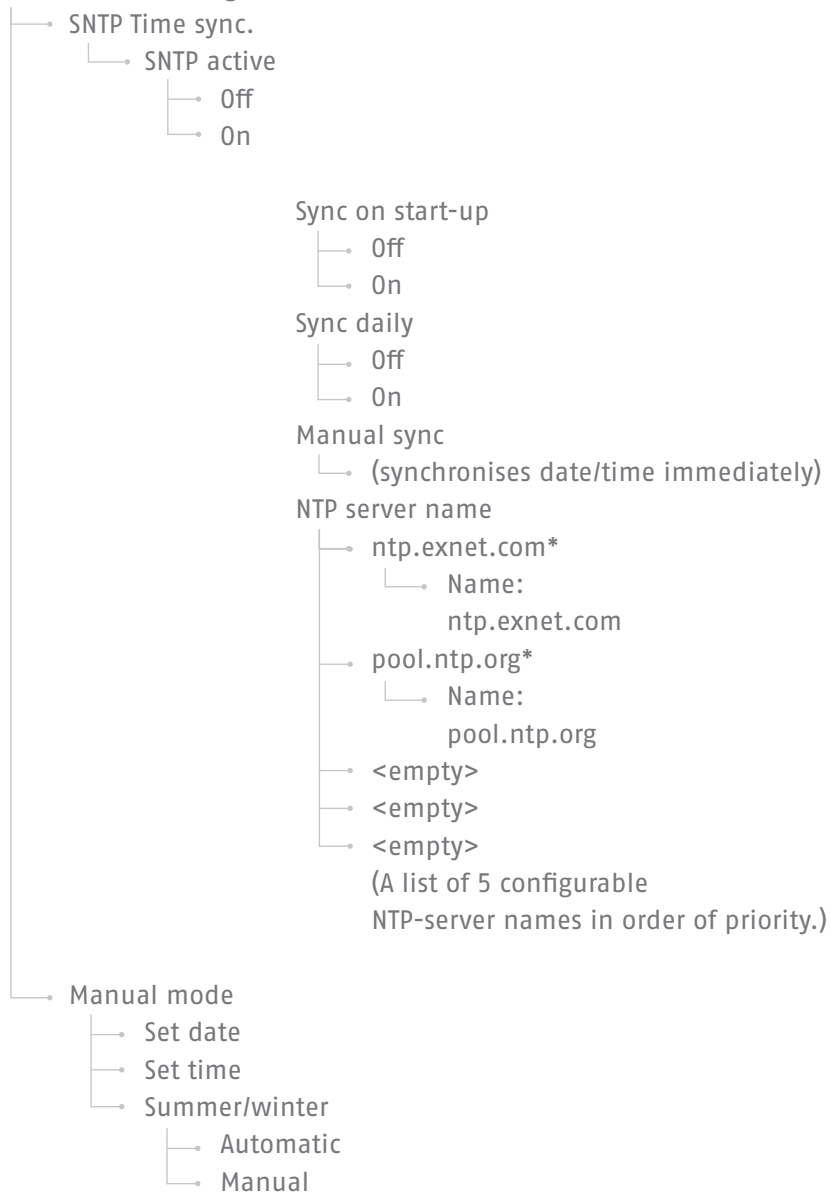 SNTP Time sync.
SNTP active
Off
On
Sync on start-up
Off
On
Sync daily
Off
On
Manual sync
(synchronises date/time immediately)
NTP server name
ntp.exnet.com*
Name:
ntp.exnet.com
pool.ntp.org*
Name:
pool.ntp.org
<empty>
<empty>
<empty>
(A list of 5 configurable
NTP-server names in order of priority.)
Manual mode
Set date
Set time
Summer/winter
Automatic
Manual